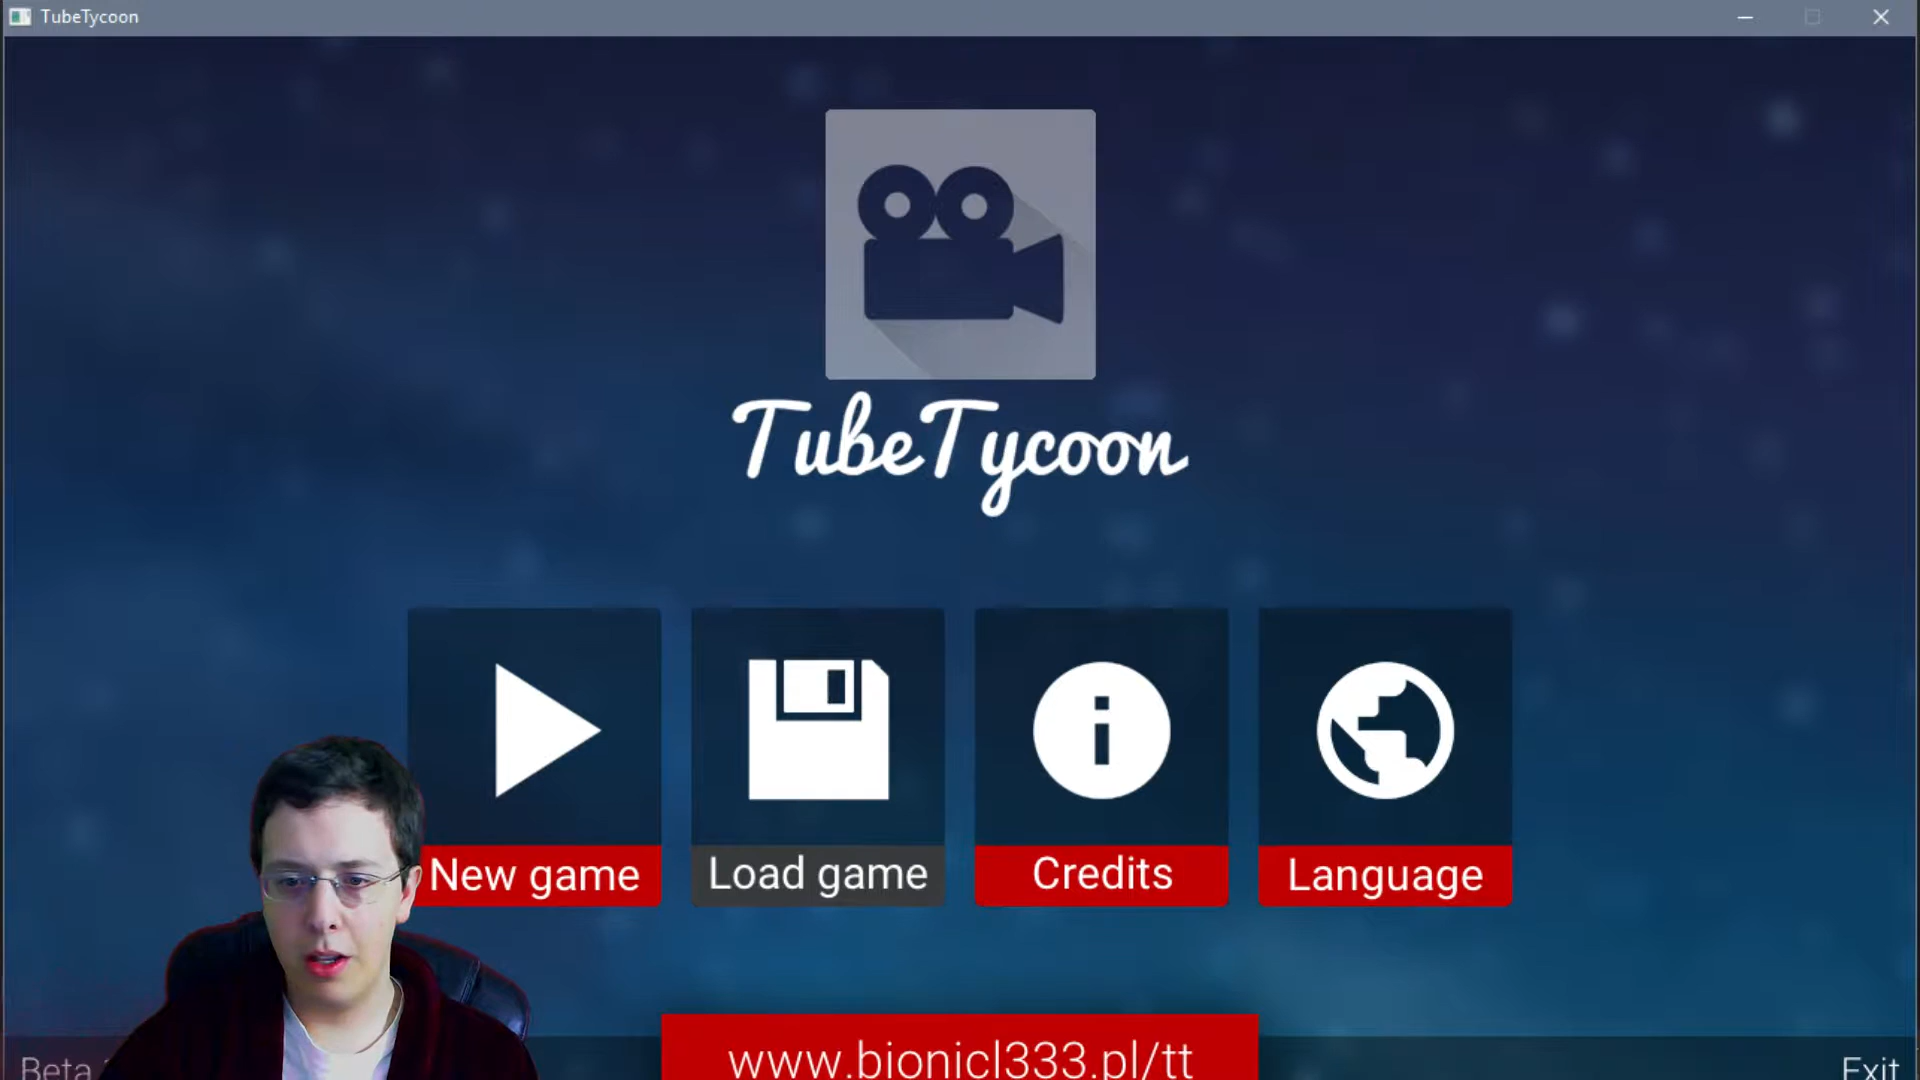 TubeTycoon
TubeTycoon
New game
Load game
Credits
Language
www.bionicl333.pl/tt
Beta
Exit